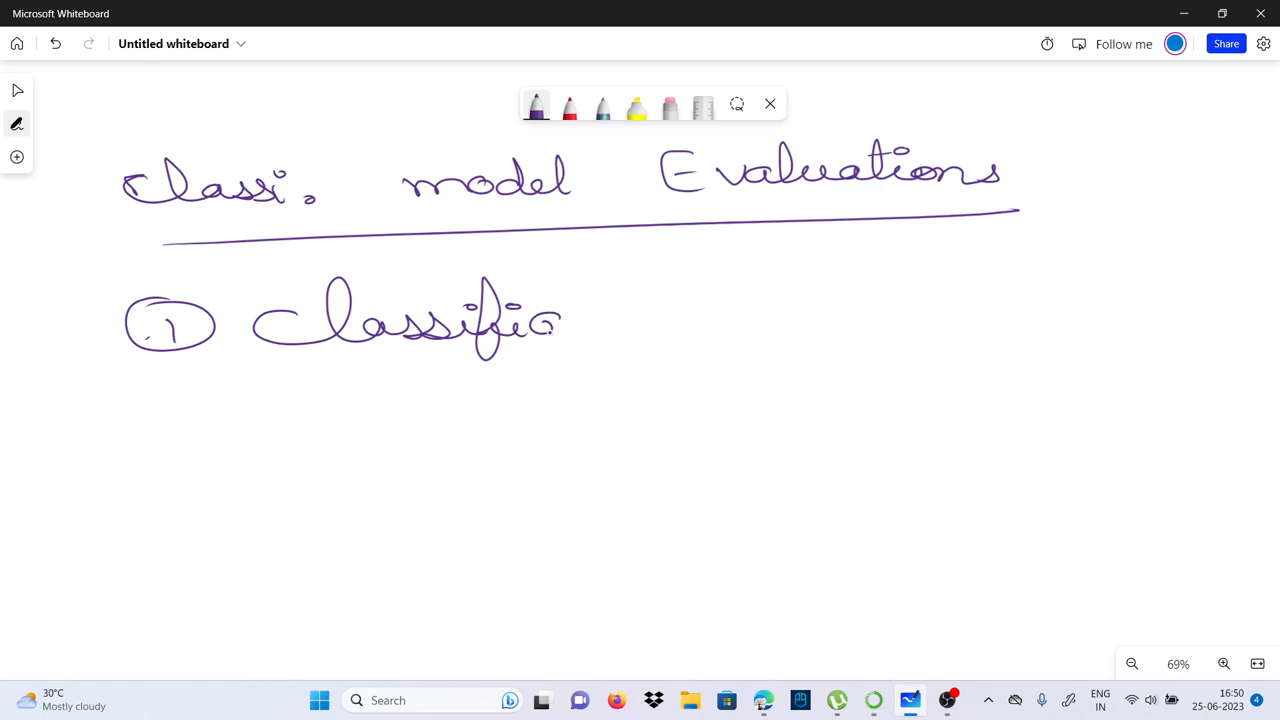 Microsoft Whiteboard
Untitled whiteboard
Follow me
Share
Classi. model Evaluations
① Classific
69%
30°C
Mostly cloudy
Search
ENG
IN
16:50
25-06-2023
4